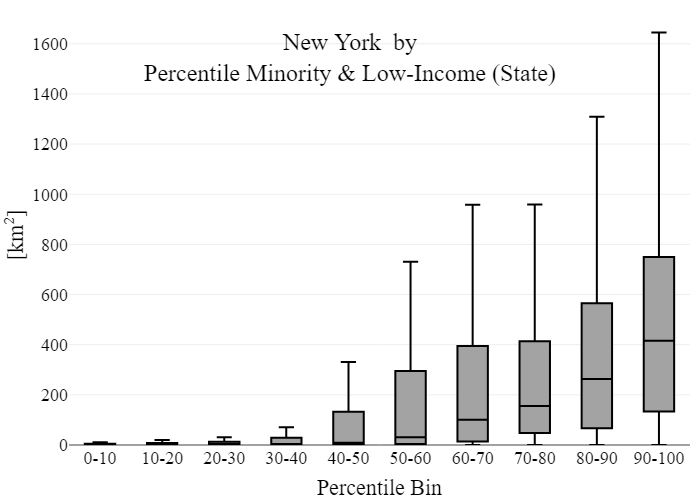 New York by
Percentile Minority & Low-Income (State)
1600
1400
1200
1000
800
600
400
200
0
[km²]
0-10 10-20 20-30 30-40 40-50 50-60 60-70 70-80 80-90 90-100
Percentile Bin